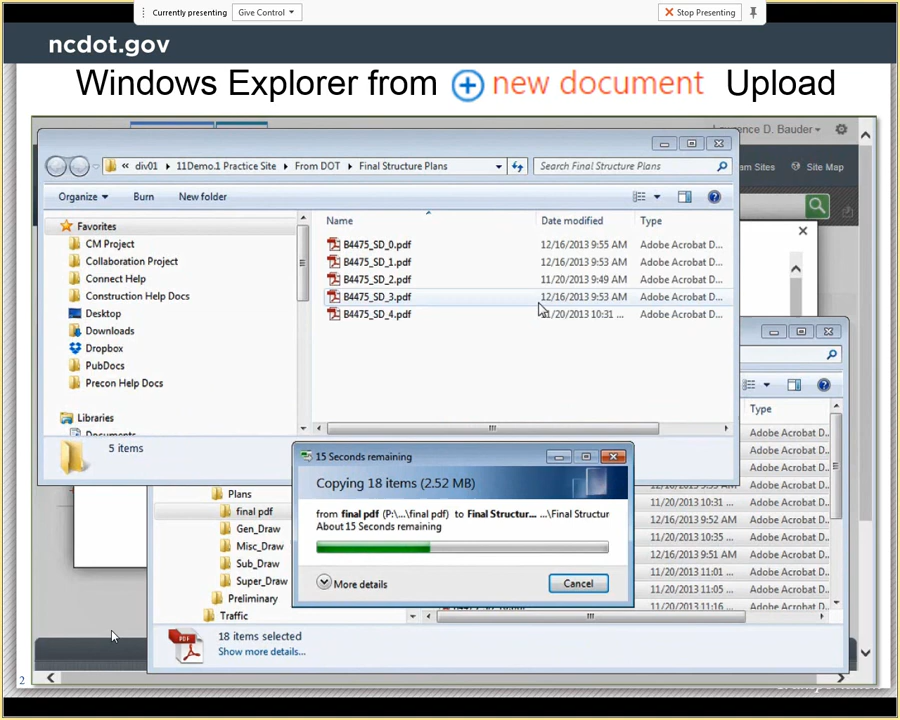 Currently presenting Give Control Stop Presenting
ncdot.gov
Windows Explorer from new document Upload
Lawrence D. Bauder
am Sites Site Map
« div01 11Demo.1 Practice Site From DOT Final Structure Plans Search Final Structure Plans
Organize Burn New folder
Name Date modified Type
Favorites
CM Project
Collaboration Project
Connect Help
Construction Help Docs
Desktop
Downloads
Dropbox
PubDocs
Precon Help Docs
Libraries
Documents
B4475_SD_0.pdf 12/16/2013 9:55 AM Adobe Acrobat D...
B4475_SD_1.pdf 12/16/2013 9:53 AM Adobe Acrobat D...
B4475_SD_2.pdf 11/20/2013 9:49 AM Adobe Acrobat D...
B4475_SD_3.pdf 12/16/2013 9:53 AM Adobe Acrobat D...
B4475_SD_4.pdf 11/20/2013 10:31 ... Adobe Acrobat D...
5 items
15 Seconds remaining
Copying 18 items (2.52 MB)
from final pdf (P:\...\final pdf) to Final Structur... ...\Final Structur
About 15 Seconds remaining
More details Cancel
Plans
final pdf
Gen_Draw
Misc_Draw
Sub_Draw
Super_Draw
Preliminary
Traffic
Type
Adobe Acrobat D...
Adobe Acrobat D...
Adobe Acrobat D...
Adobe Acrobat D...
11/20/2013 10:31 ... Adobe Acrobat D...
12/16/2013 9:52 AM Adobe Acrobat D...
11/20/2013 10:35 ... Adobe Acrobat D...
12/16/2013 9:51 AM Adobe Acrobat D...
11/20/2013 11:01 ... Adobe Acrobat D...
11/20/2013 11:05 ... Adobe Acrobat D...
11/20/2013 11:16 ... Adobe Acrobat D...
18 items selected
Show more details...
2